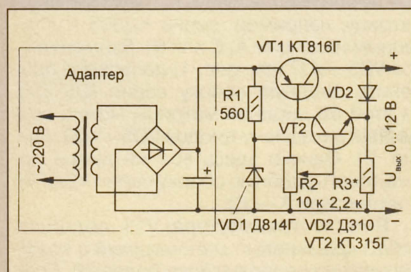 VT1 КТ816Г
+
Адаптер
R1
560
VT2
VD2
~220 В
+
R2
10 к
R3*
2,2 к
Uвых 0...12 В
VD1 Д814Г
VD2 Д310
VT2 КТ315Г
−